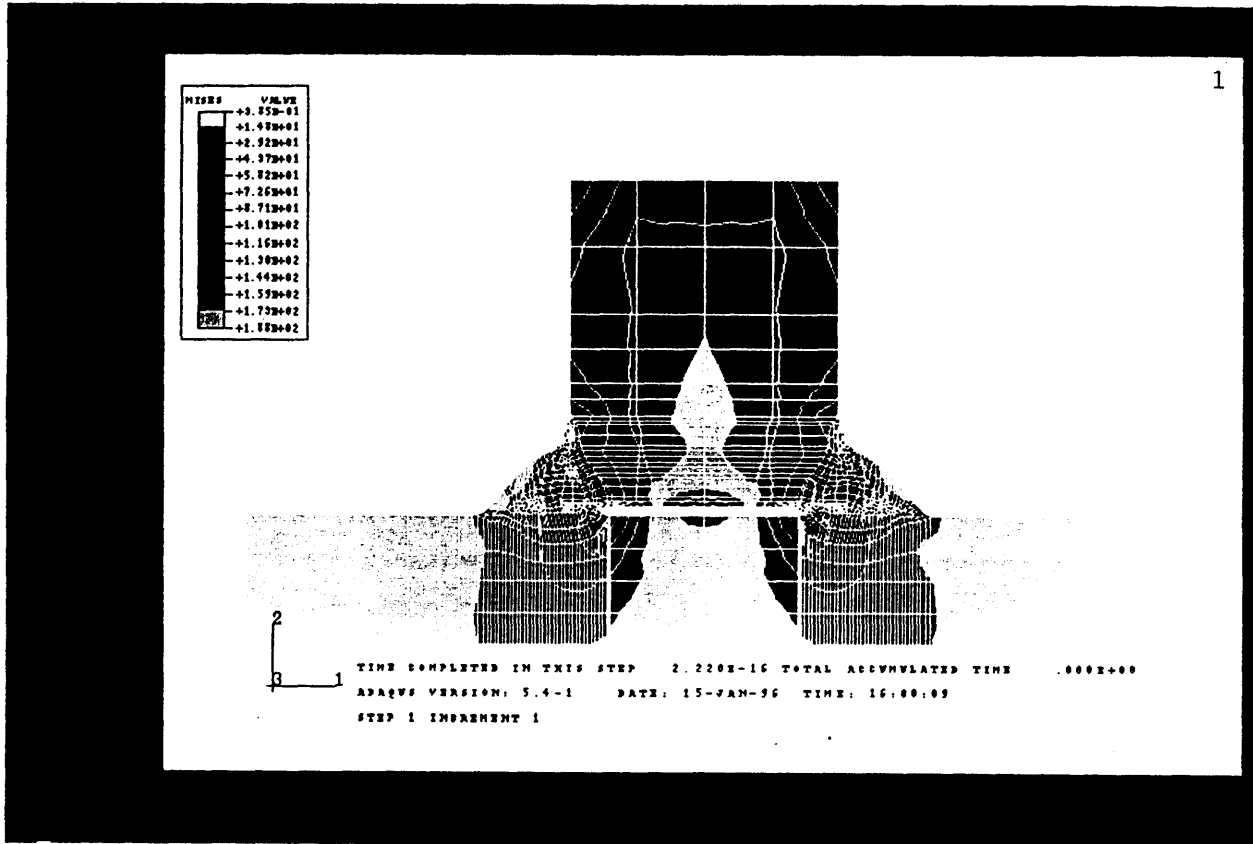 1
MISES VALUE
+3.85E-01
+1.48E+01
+2.92E+01
+4.37E+01
+5.82E+01
+7.26E+01
+8.71E+01
+1.01E+02
+1.16E+02
+1.30E+02
+1.44E+02
+1.59E+02
+1.73E+02
+1.88E+02
2
3 1
TIME COMPLETED IN THIS STEP 2.220E-16 TOTAL ACCUMULATED TIME .000E+00
ABAQUS VERSION: 5.4-1 DATE: 15-JAN-96 TIME: 16:00:09
STEP 1 INCREMENT 1